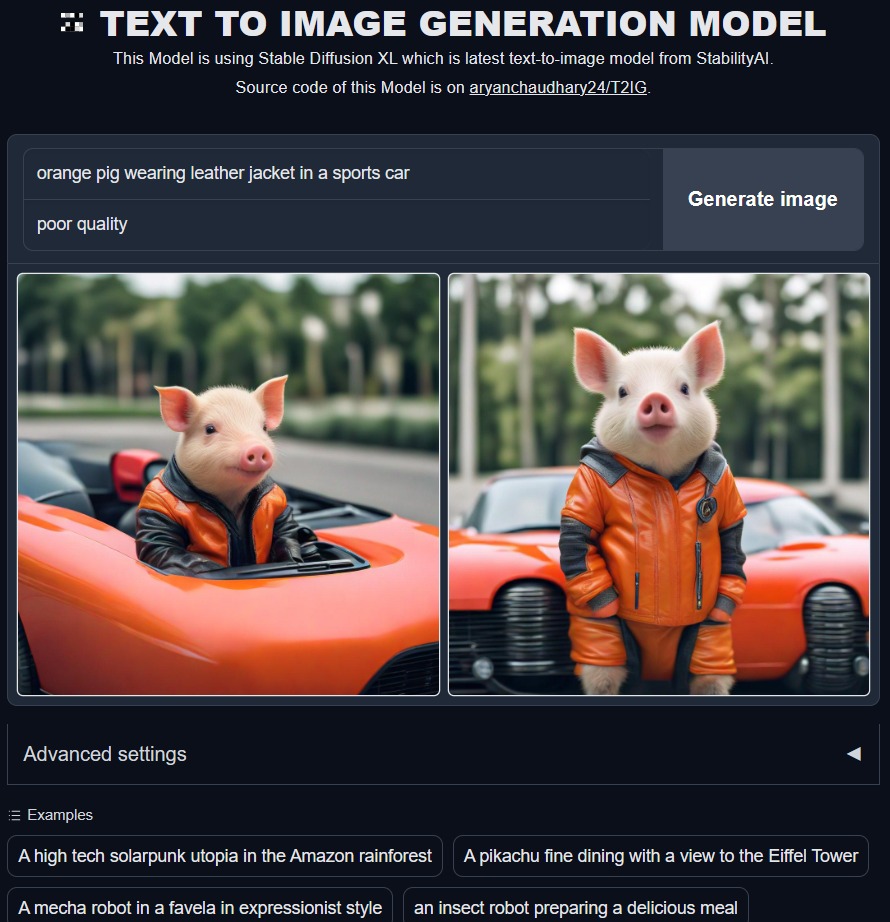 TEXT TO IMAGE GENERATION MODEL
This Model is using Stable Diffusion XL which is latest text-to-image model from StabilityAI.
Source code of this Model is on aryanchaudhary24/T2IG.
orange pig wearing leather jacket in a sports car
poor quality
Generate image
Advanced settings
Examples
A high tech solarpunk utopia in the Amazon rainforest
A pikachu fine dining with a view to the Eiffel Tower
A mecha robot in a favela in expressionist style
an insect robot preparing a delicious meal